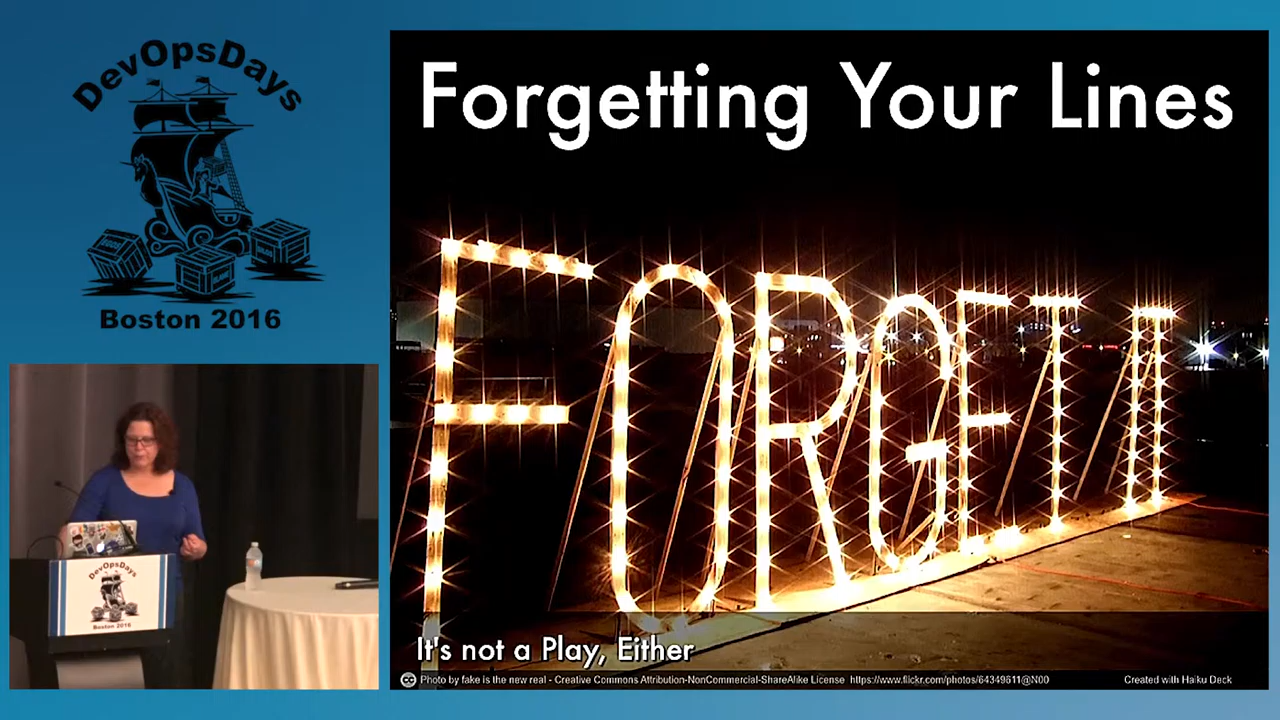 DevOpsDays
Boston 2016
Forgetting Your Lines
FORGET IT
It's not a Play, Either
cc Photo by fake is the new real - Creative Commons Attribution-NonCommercial-ShareAlike License https://www.flickr.com/photos/64349611@N00
Created with Haiku Deck
DevOpsDays
Boston 2016